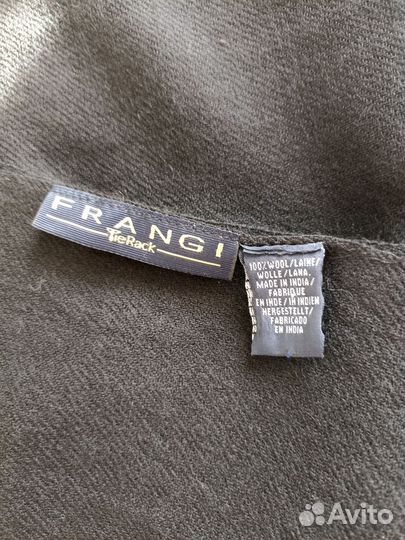 FRANGI
TieRack
100% WOOL/LAINE/
WOLLE/LANA.
MADE IN INDIA/
FABRIQUE
EN INDE/IN INDIEN
HERGESTELLT/
FABRICADO
EN INDIA
Avito